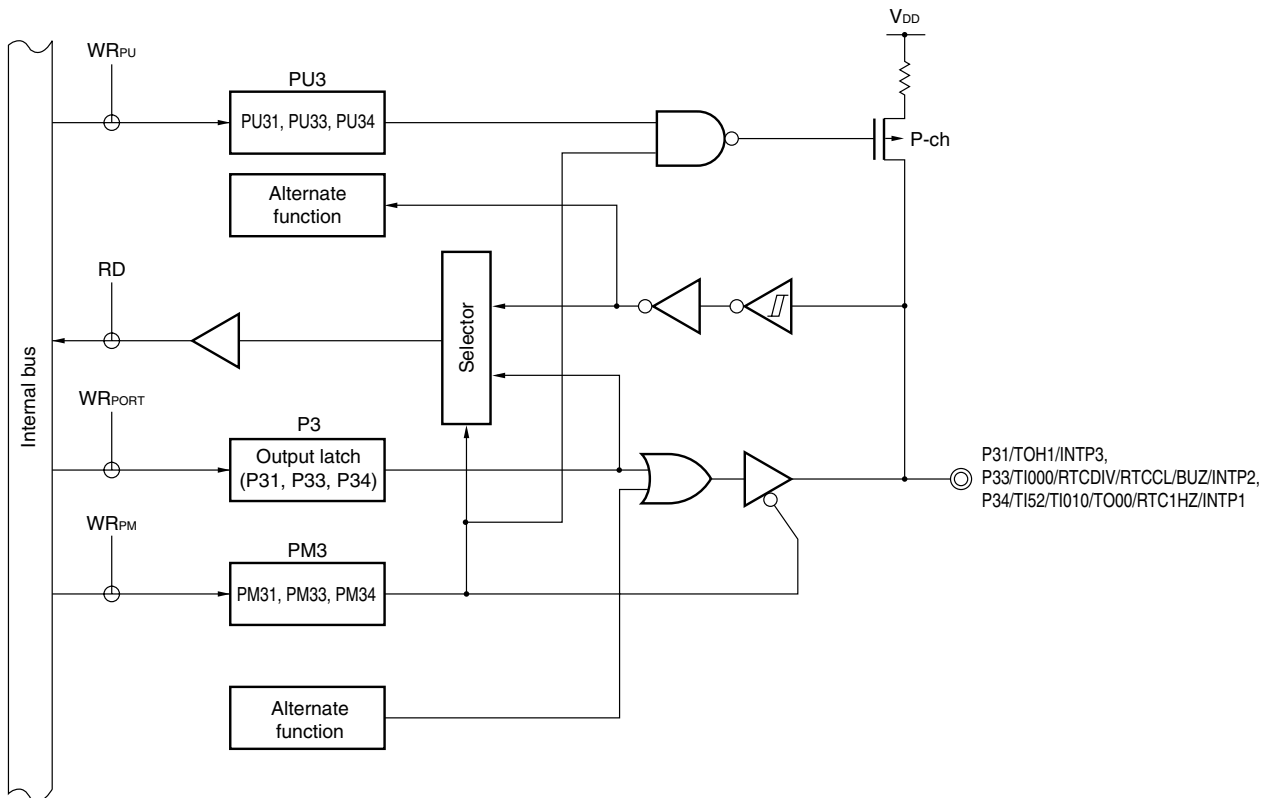 VDD
WRPU
PU3
PU31, PU33, PU34
P-ch
Alternate
function
RD
Selector
Internal bus
WRPORT
P3
Output latch
(P31, P33, P34)
P31/TOH1/INTP3,
P33/TI000/RTCDIV/RTCCL/BUZ/INTP2,
P34/TI52/TI010/TO00/RTC1HZ/INTP1
WRPM
PM3
PM31, PM33, PM34
Alternate
function